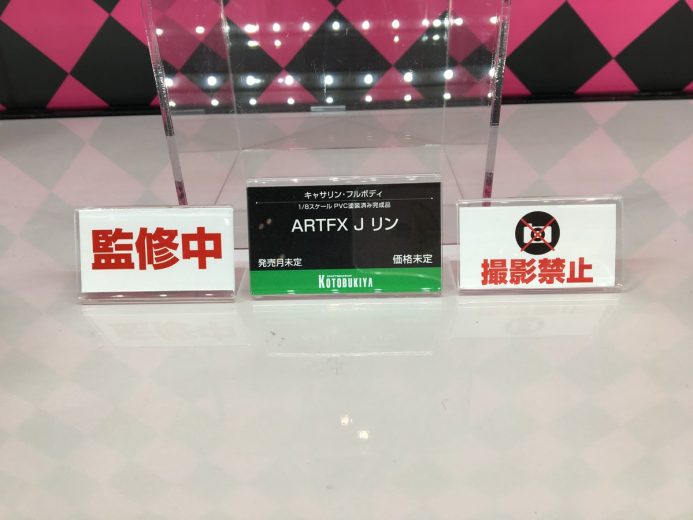 監修中
キャサリン・フルボディ
1/8スケール PVC塗装済み完成品
ARTFX J リン
発売月未定 価格未定
KOTOBUKIYA
撮影禁止